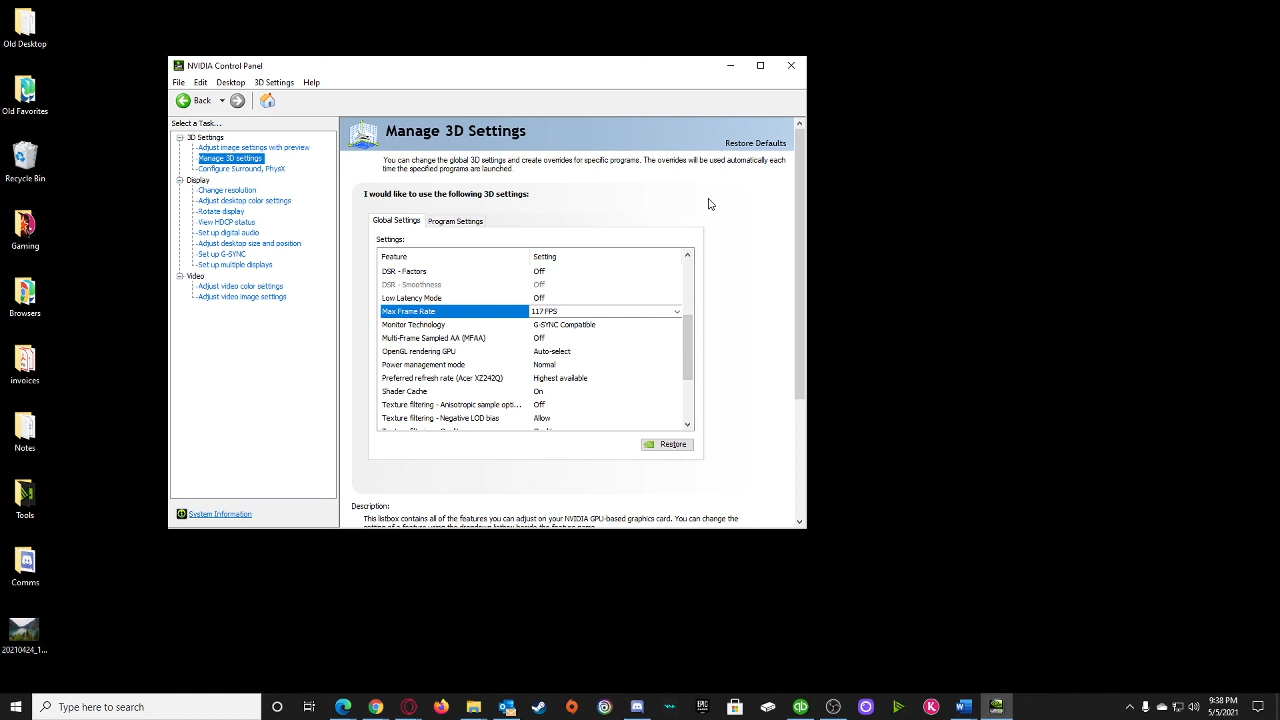 Old Desktop
Old Favorites
Recycle Bin
Gaming
Browsers
invoices
Notes
Tools
Comms
20210424_1...
NVIDIA Control Panel
File Edit Desktop 3D Settings Help
Back
Select a Task...
3D Settings
Adjust image settings with preview
Manage 3D settings
Configure Surround, PhysX
Display
Change resolution
Adjust desktop color settings
Rotate display
View HDCP status
Set up digital audio
Adjust desktop size and position
Set up G-SYNC
Set up multiple displays
Video
Adjust video color settings
Adjust video image settings
System Information
Manage 3D Settings
Restore Defaults
You can change the global 3D settings and create overrides for specific programs. The overrides will be used automatically each
time the specified programs are launched.
I would like to use the following 3D settings:
Global Settings Program Settings
Settings:
Feature Setting
DSR - Factors Off
DSR - Smoothness Off
Low Latency Mode Off
Max Frame Rate 117 FPS
Monitor Technology G-SYNC Compatible
Multi-Frame Sampled AA (MFAA) Off
OpenGL rendering GPU Auto-select
Power management mode Normal
Preferred refresh rate (Acer XZ242Q) Highest available
Shader Cache On
Texture filtering - Anisotropic sample opti... Off
Texture filtering - Negative LOD bias Allow
Restore
Description:
This listbox contains all of the features you can adjust on your NVIDIA GPU-based graphics card. You can change the
Type here to search
EPIC
9:38 PM
5/5/2021